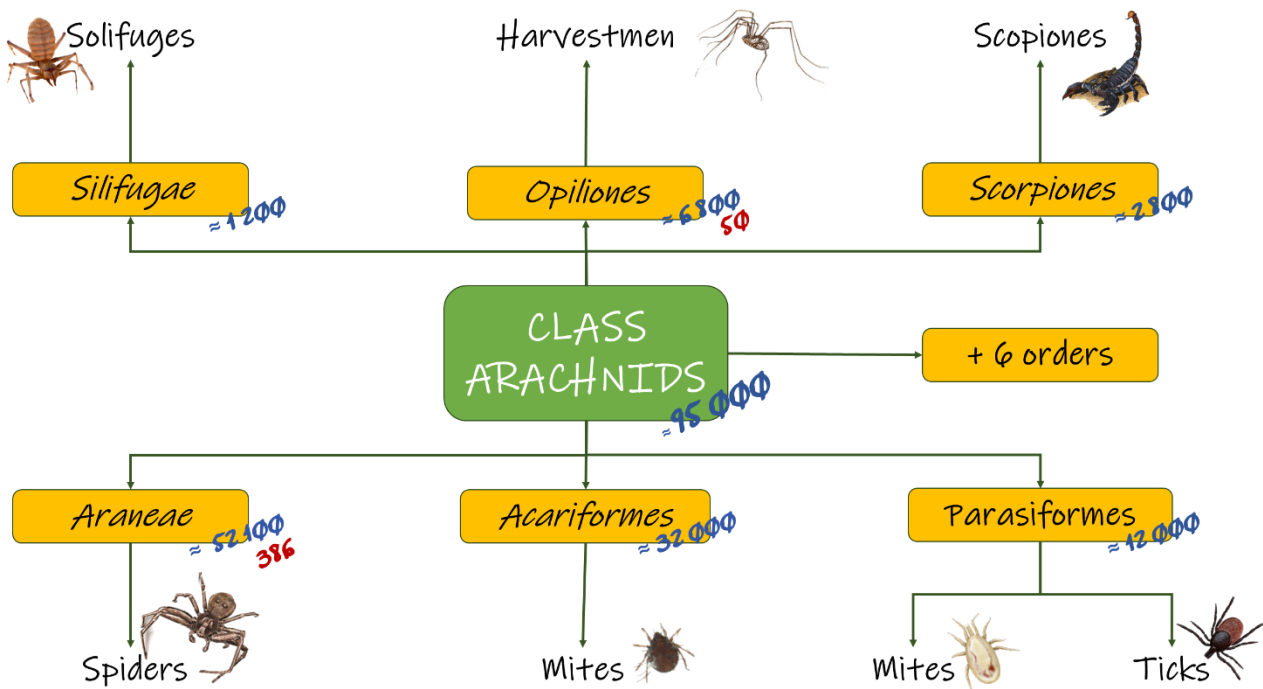 Solifuges
Harvestmen
Scopiones
Silifugae
≈1200
Opiliones
≈6800
50
Scorpiones
≈2800
CLASS
ARACHNIDS
≈95000
+ 6 orders
Araneae
≈52100
386
Acariformes
≈32000
Parasiformes
≈12000
Spiders
Mites
Mites
Ticks